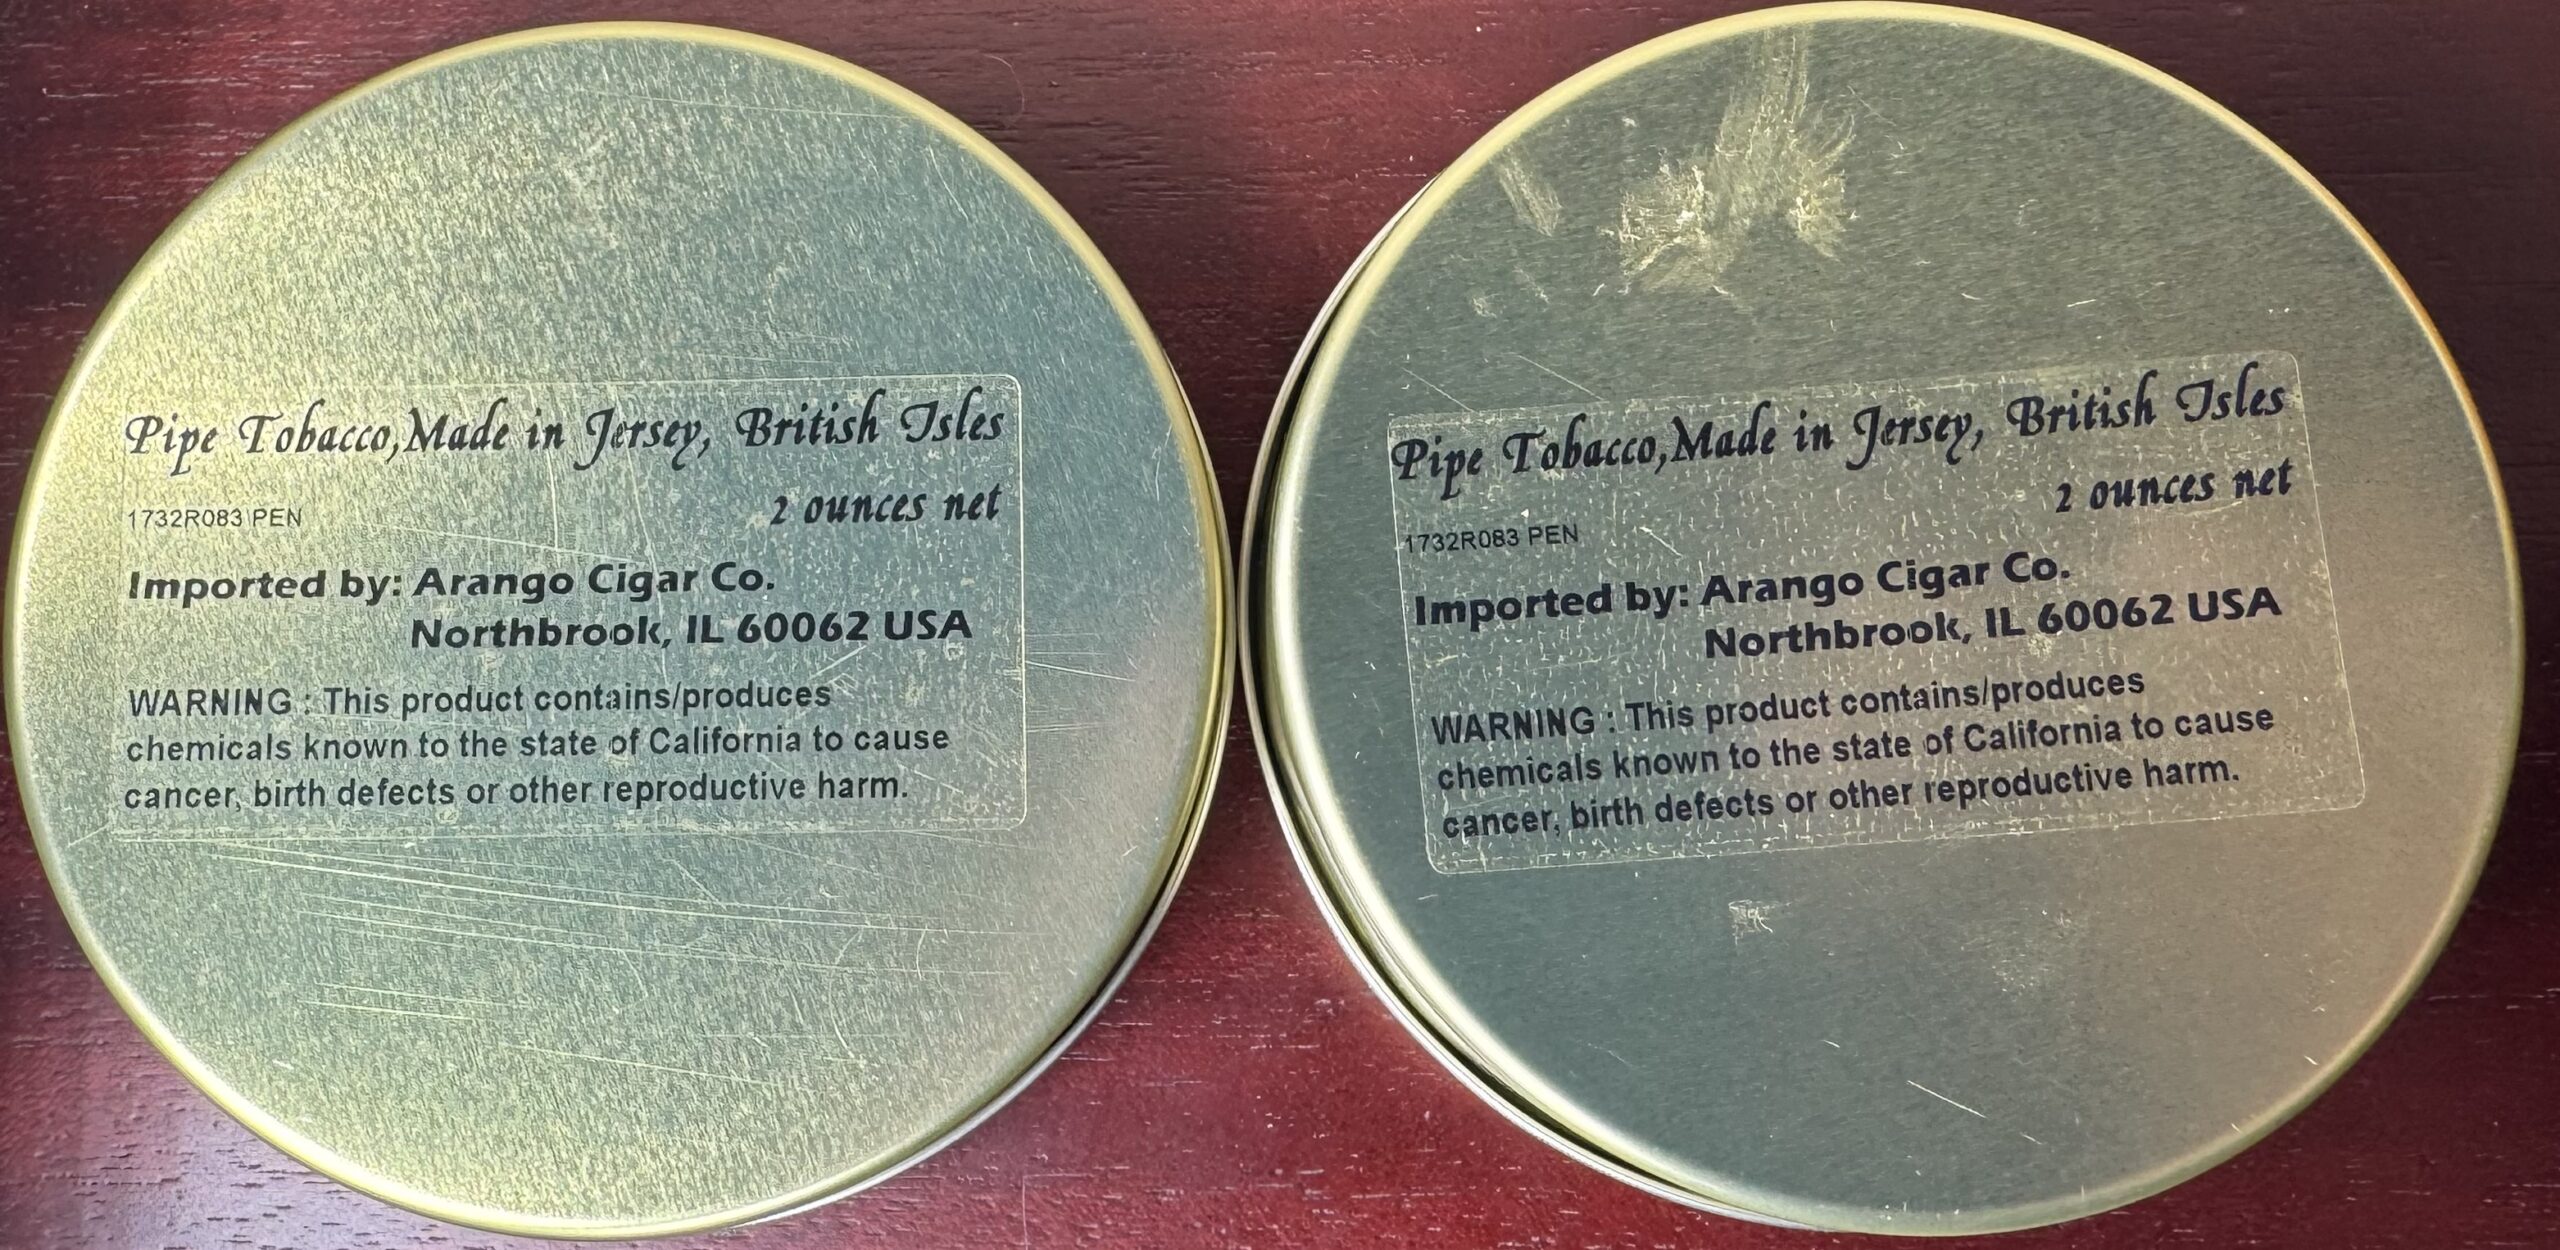 Pipe Tobacco,Made in Jersey, British Isles
2 ounces net
1732R083 PEN
Imported by: Arango Cigar Co.
Northbrook, IL 60062 USA
WARNING : This product contains/produces
chemicals known to the state of California to cause
cancer, birth defects or other reproductive harm.
Pipe Tobacco,Made in Jersey, British Isles
2 ounces net
1732R083 PEN
Imported by: Arango Cigar Co.
Northbrook, IL 60062 USA
WARNING : This product contains/produces
chemicals known to the state of California to cause
cancer, birth defects or other reproductive harm.